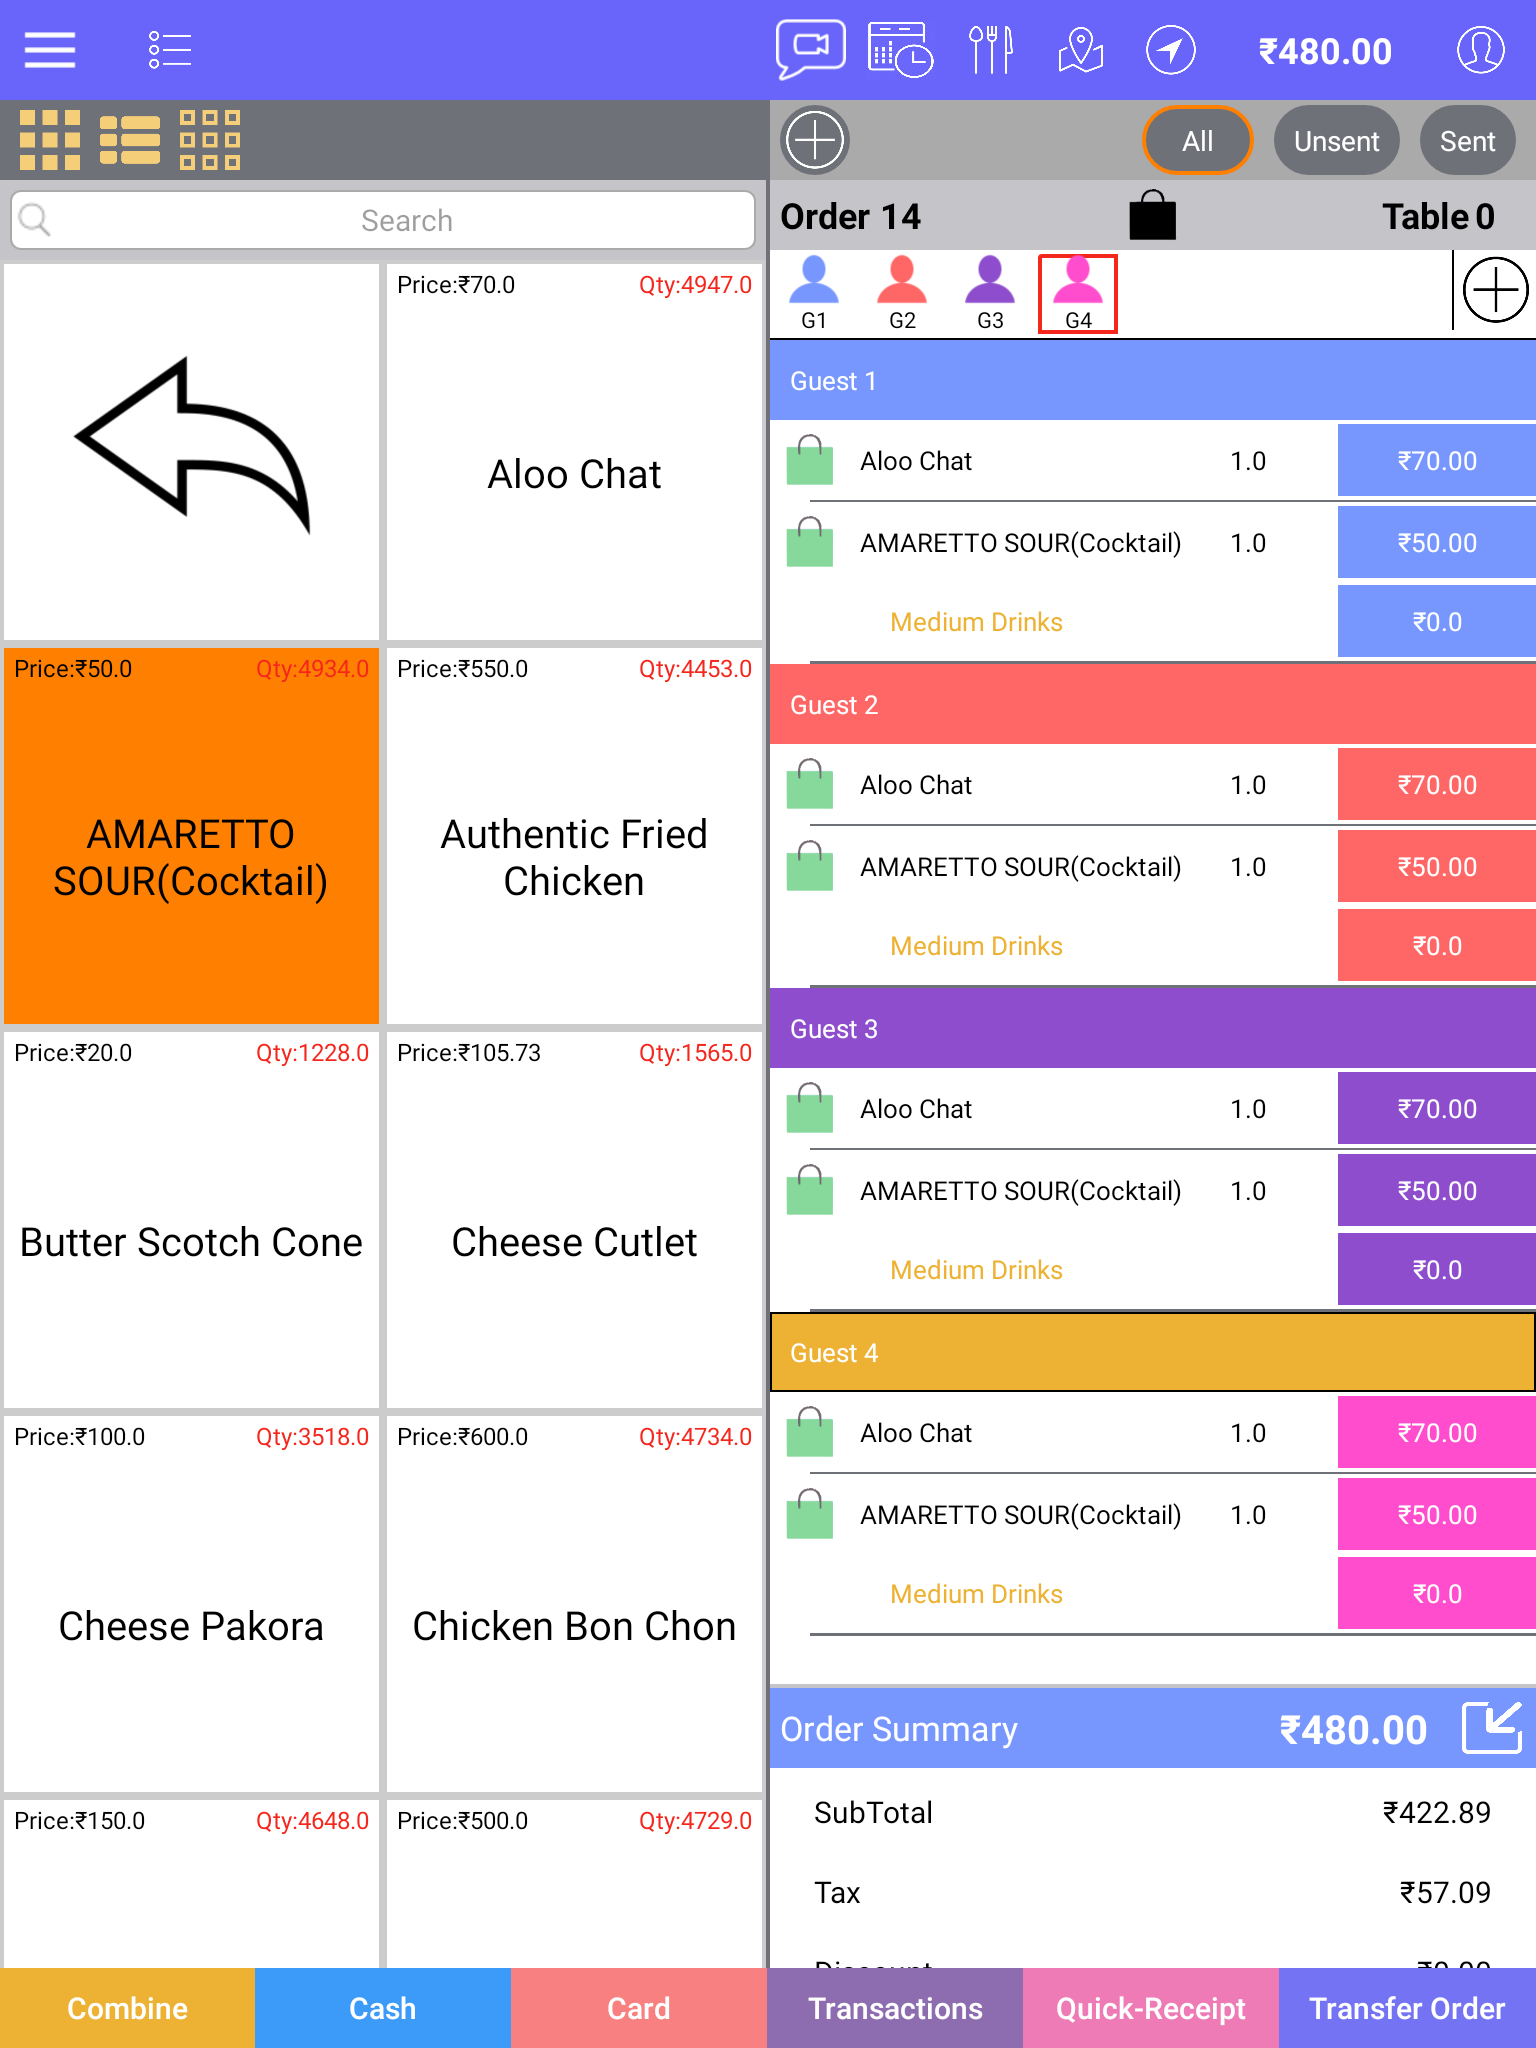 ₹480.00
All
Unsent
Sent
Search
Order 14
Table 0
G1
G2
G3
G4
Price:₹70.0
Qty:4947.0
Aloo Chat
Price:₹50.0
Qty:4934.0
AMARETTO
SOUR(Cocktail)
Price:₹550.0
Qty:4453.0
Authentic Fried
Chicken
Price:₹20.0
Qty:1228.0
Butter Scotch Cone
Price:₹105.73
Qty:1565.0
Cheese Cutlet
Price:₹100.0
Qty:3518.0
Cheese Pakora
Price:₹600.0
Qty:4734.0
Chicken Bon Chon
Price:₹150.0
Qty:4648.0
Price:₹500.0
Qty:4729.0
Guest 1
Aloo Chat 1.0 ₹70.00
AMARETTO SOUR(Cocktail) 1.0 ₹50.00
Medium Drinks ₹0.0
Guest 2
Aloo Chat 1.0 ₹70.00
AMARETTO SOUR(Cocktail) 1.0 ₹50.00
Medium Drinks ₹0.0
Guest 3
Aloo Chat 1.0 ₹70.00
AMARETTO SOUR(Cocktail) 1.0 ₹50.00
Medium Drinks ₹0.0
Guest 4
Aloo Chat 1.0 ₹70.00
AMARETTO SOUR(Cocktail) 1.0 ₹50.00
Medium Drinks ₹0.0
Order Summary ₹480.00
SubTotal ₹422.89
Tax ₹57.09
Combine
Cash
Card
Transactions
Quick-Receipt
Transfer Order